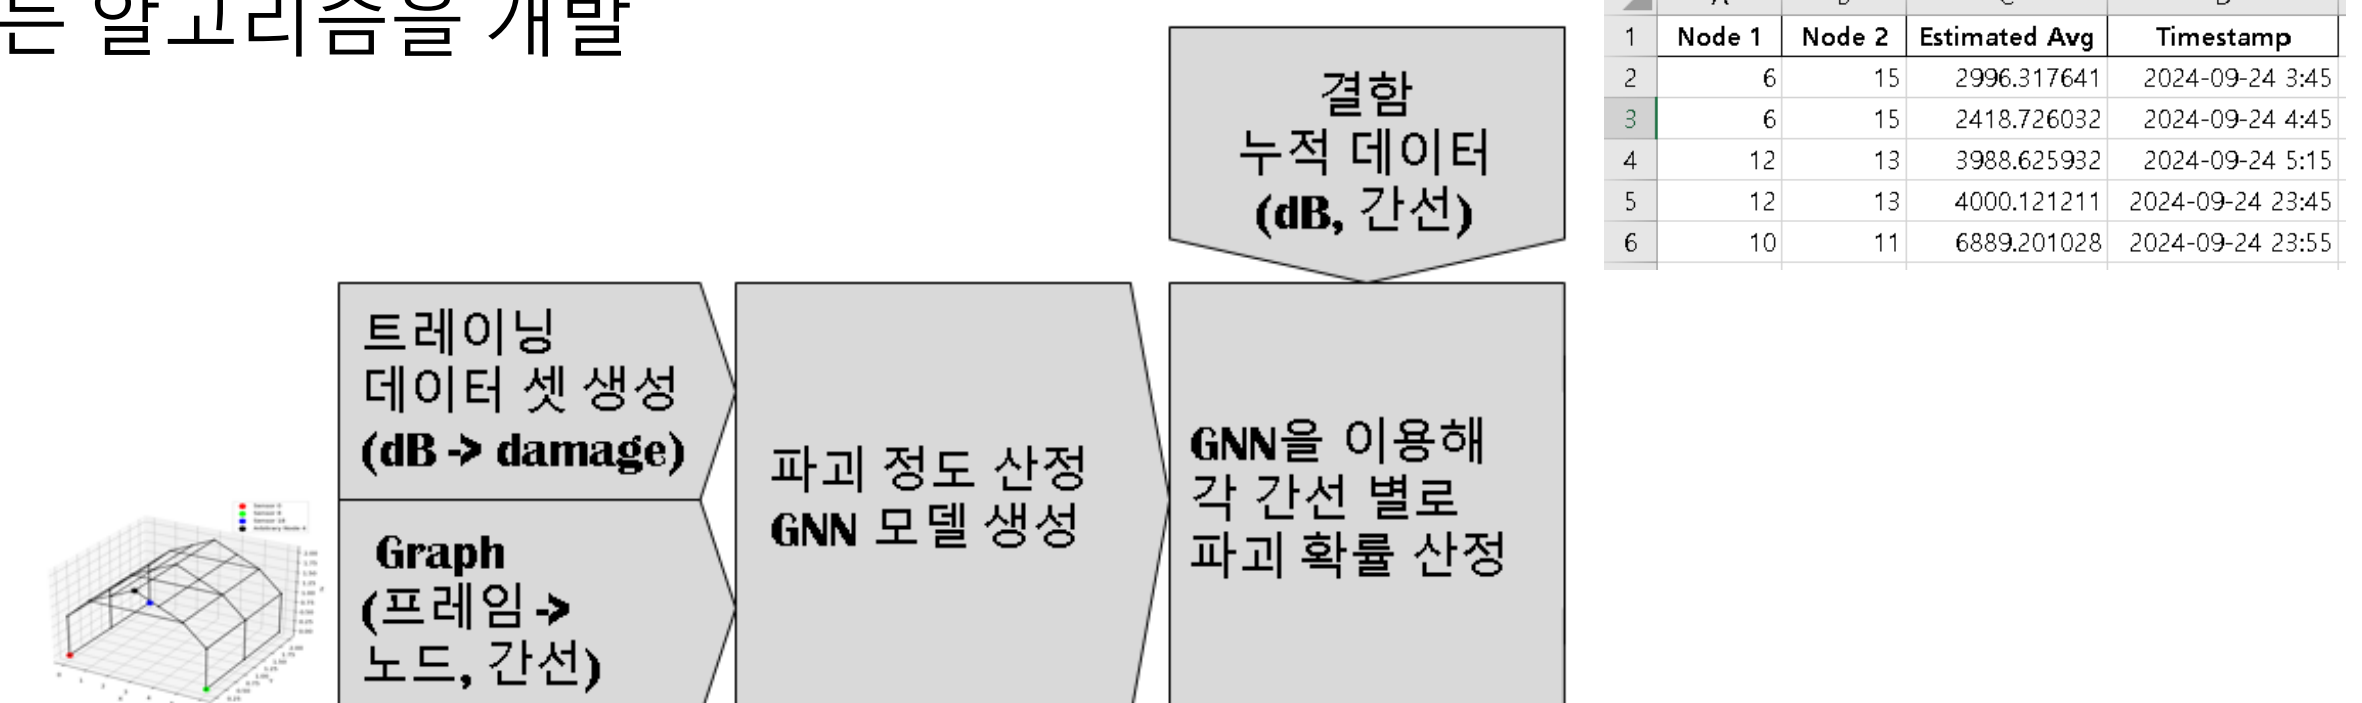 는 알고리즘을 개발
결함
누적 데이터
(dB, 간선)
1 Node 1 Node 2 Estimated Avg Timestamp
2 6 15 2996.317641 2024-09-24 3:45
3 6 15 2418.726032 2024-09-24 4:45
4 12 13 3988.625932 2024-09-24 5:15
5 12 13 4000.121211 2024-09-24 23:45
6 10 11 6889.201028 2024-09-24 23:55
트레이닝
데이터 셋 생성
(dB -> damage)
Graph
(프레임 ->
노드, 간선)
파괴 정도 산정
GNN 모델 생성
GNN을 이용해
각 간선 별로
파괴 확률 산정